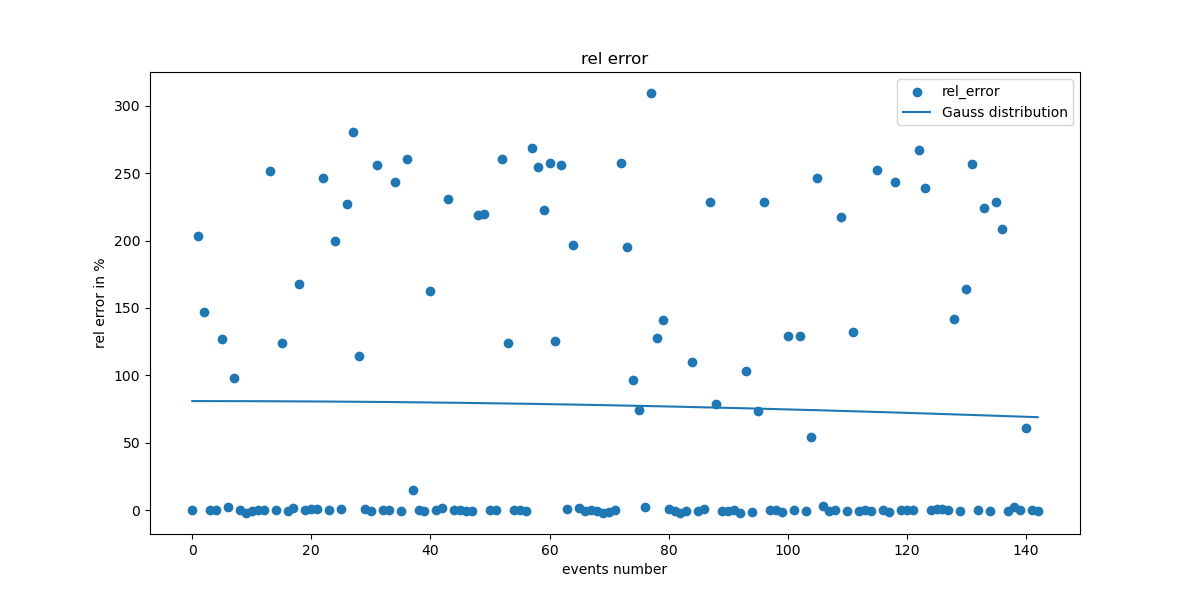 rel error
rel_error
Gauss distribution
rel error in %
300
250
200
150
100
50
0
0 20 40 60 80 100 120 140
events number